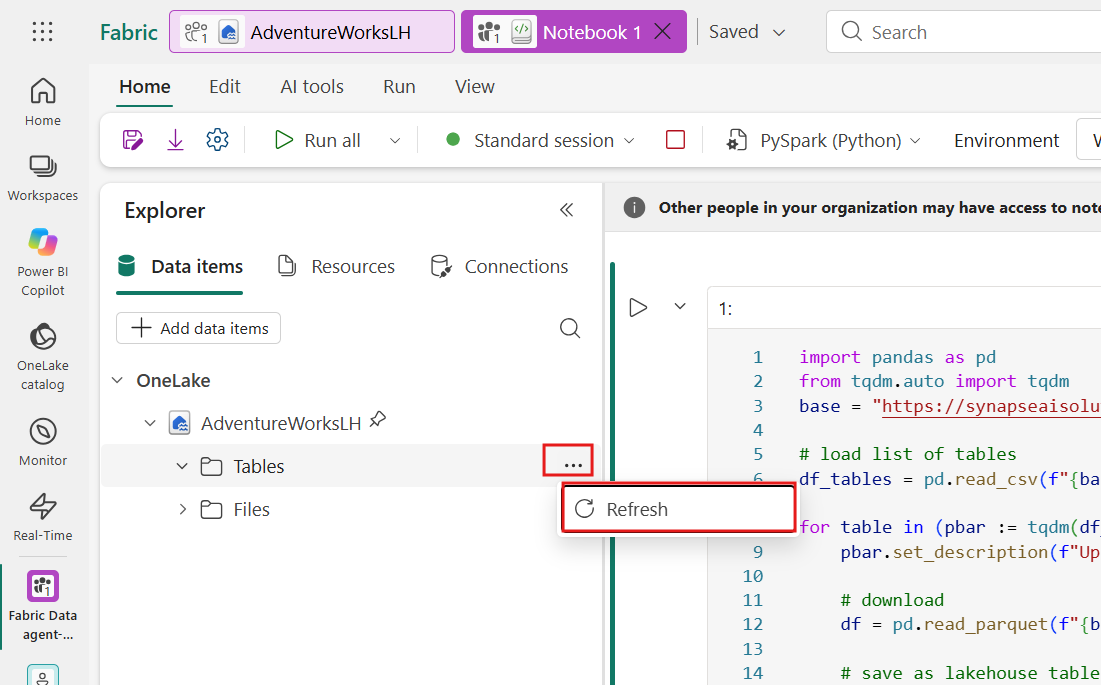 Fabric
1
AdventureWorksLH
1
Notebook 1
Saved
Search
Home
Edit
AI tools
Run
View
Run all
Standard session
PySpark (Python)
Environment
Home
Workspaces
Power BI
Copilot
OneLake
catalog
Monitor
Real-Time
1
Fabric Data
agent-...
Explorer
Data items
Resources
Connections
Add data items
OneLake
AdventureWorksLH
Tables
...
Files
Refresh
Other people in your organization may have access to note
1:
1 import pandas as pd
2 from tqdm.auto import tqdm
3 base = "https://synapseaisolu
4
5 # load list of tables
6 df_tables = pd.read_csv(f"{ba
for table in (pbar := tqdm(df_
9 pbar.set_description(f"Up
10
11 # download
12 df = pd.read_parquet(f"{b
13
14 # save as lakehouse table